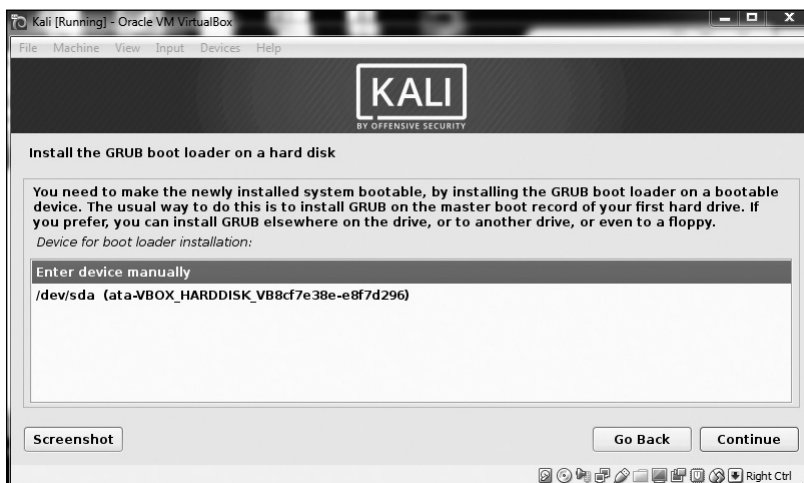 Kali [Running] - Oracle VM VirtualBox
File Machine View Input Devices Help
KALI
BY OFFENSIVE SECURITY
Install the GRUB boot loader on a hard disk
You need to make the newly installed system bootable, by installing the GRUB boot loader on a bootable
device. The usual way to do this is to install GRUB on the master boot record of your first hard drive. If
you prefer, you can install GRUB elsewhere on the drive, or to another drive, or even to a floppy.
Device for boot loader installation:
Enter device manually
/dev/sda (ata-VBOX_HARDDISK_VB8cf7e38e-e8f7d296)
Screenshot
Go Back
Continue
Right Ctrl